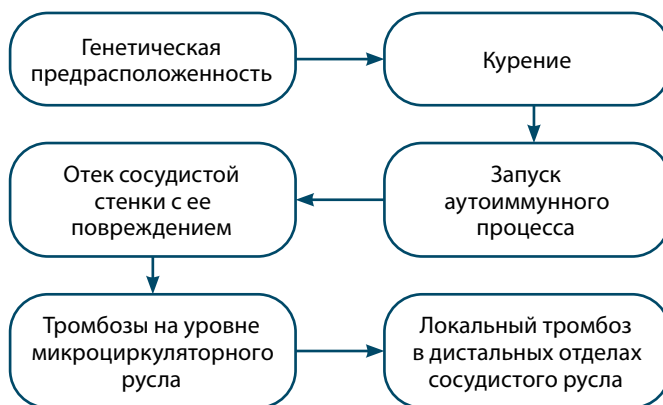 Генетическая
предрасположенность
Курение
Запуск
аутоиммунного
процесса
Отек сосудистой
стенки с ее
повреждением
Тромбозы на уровне
микроциркуляторного
русла
Локальный тромбоз
в дистальных отделах
сосудистого русла